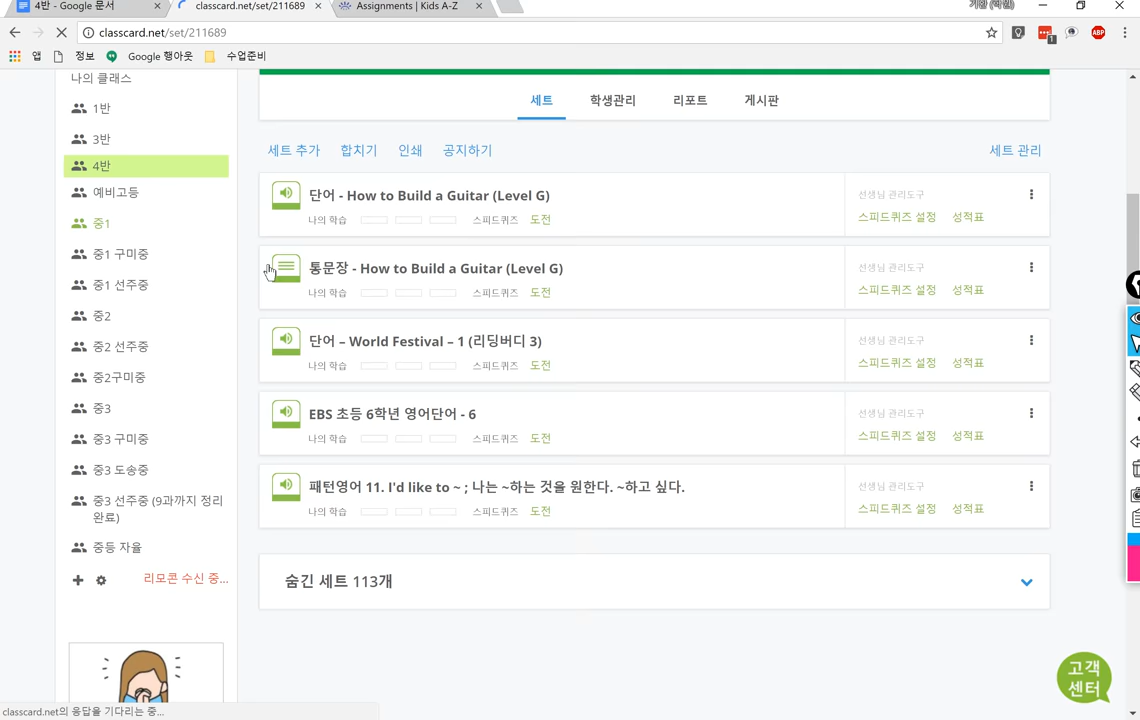 4반 - Google 문서
classcard.net/set/211689
Assignments | Kids A-Z
classcard.net/set/211689
앱 정보 Google 행아웃 수업준비
나의 클래스
1반
3반
4반
예비고등
중1
중1 구미중
중1 선주중
중2
중2 선주중
중2구미중
중3
중3 구미중
중3 도송중
중3 선주중 (9과까지 정리
완료)
중등 자율
리모콘 수신 중...
세트 학생관리 리포트 게시판
세트 추가 합치기 인쇄 공지하기 세트 관리
단어 - How to Build a Guitar (Level G)
나의 학습 스피드퀴즈 도전
선생님 관리도구
스피드퀴즈 설정 성적표
통문장 - How to Build a Guitar (Level G)
나의 학습 스피드퀴즈 도전
선생님 관리도구
스피드퀴즈 설정 성적표
단어 – World Festival – 1 (리딩버디 3)
나의 학습 스피드퀴즈 도전
선생님 관리도구
스피드퀴즈 설정 성적표
EBS 초등 6학년 영어단어 - 6
나의 학습 스피드퀴즈 도전
선생님 관리도구
스피드퀴즈 설정 성적표
패턴영어 11. I'd like to ~ ; 나는 ~하는 것을 원한다. ~하고 싶다.
나의 학습 스피드퀴즈 도전
선생님 관리도구
스피드퀴즈 설정 성적표
숨긴 세트 113개
고객
센터
classcard.net의 응답을 기다리는 중...